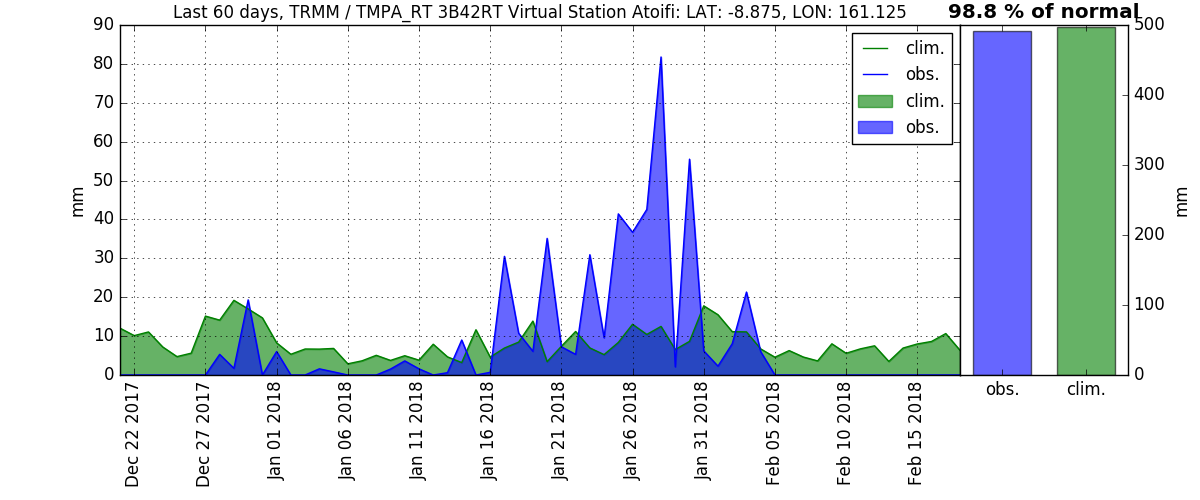 Last 60 days, TRMM / TMPA_RT 3B42RT Virtual Station Atoifi: LAT: -8.875, LON: 161.125
98.8 % of normal
90
80
70
60
50
40
30
20
10
0
mm
clim.
obs.
clim.
obs.
Dec 22 2017
Dec 27 2017
Jan 01 2018
Jan 06 2018
Jan 11 2018
Jan 16 2018
Jan 21 2018
Jan 26 2018
Jan 31 2018
Feb 05 2018
Feb 10 2018
Feb 15 2018
500
400
300
200
100
0
mm
obs.
clim.